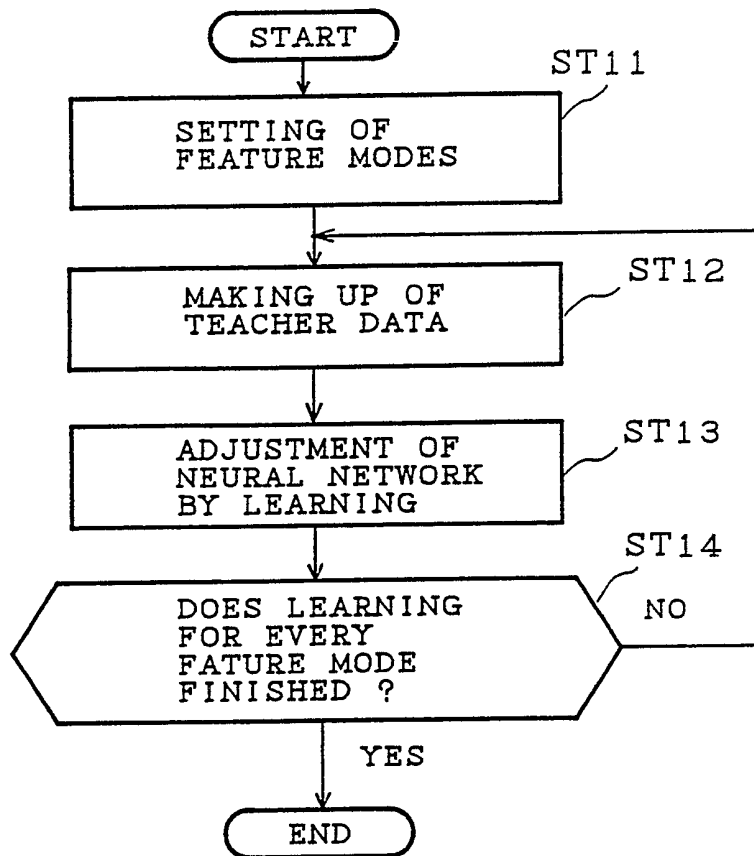 START
ST11
SETTING OF
FEATURE MODES
ST12
MAKING UP OF
TEACHER DATA
ST13
ADJUSTMENT OF
NEURAL NETWORK
BY LEARNING
ST14
DOES LEARNING
FOR EVERY
FATURE MODE
FINISHED ?
NO
YES
END